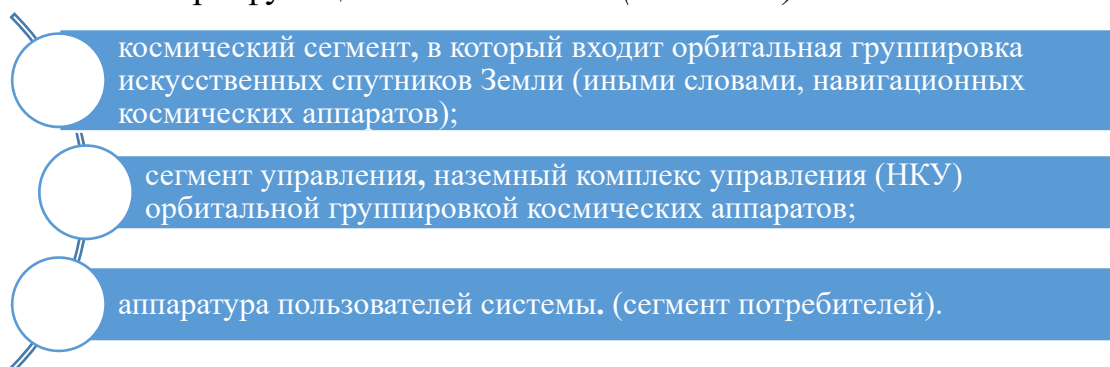 космический сегмент, в который входит орбитальная группировка
искусственных спутников Земли (иными словами, навигационных
космических аппаратов);
сегмент управления, наземный комплекс управления (НКУ)
орбитальной группировкой космических аппаратов;
аппаратура пользователей системы. (сегмент потребителей).